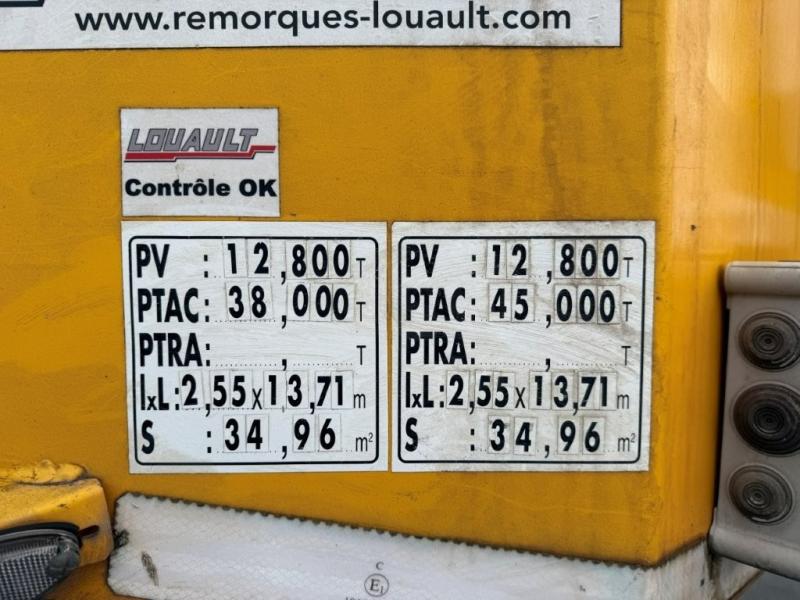 www.remorques-louault.com
LOUAULT
Contrôle OK
PV : 12,800 T
PTAC: 38,000 T
PTRA: , T
lxL: 2,55 x 13,71 m
S : 34,96 m²
PV : 12,800 T
PTAC: 45,000 T
PTRA: , T
lxL: 2,55 x 13,71 m
S : 34,96 m²
C
E1